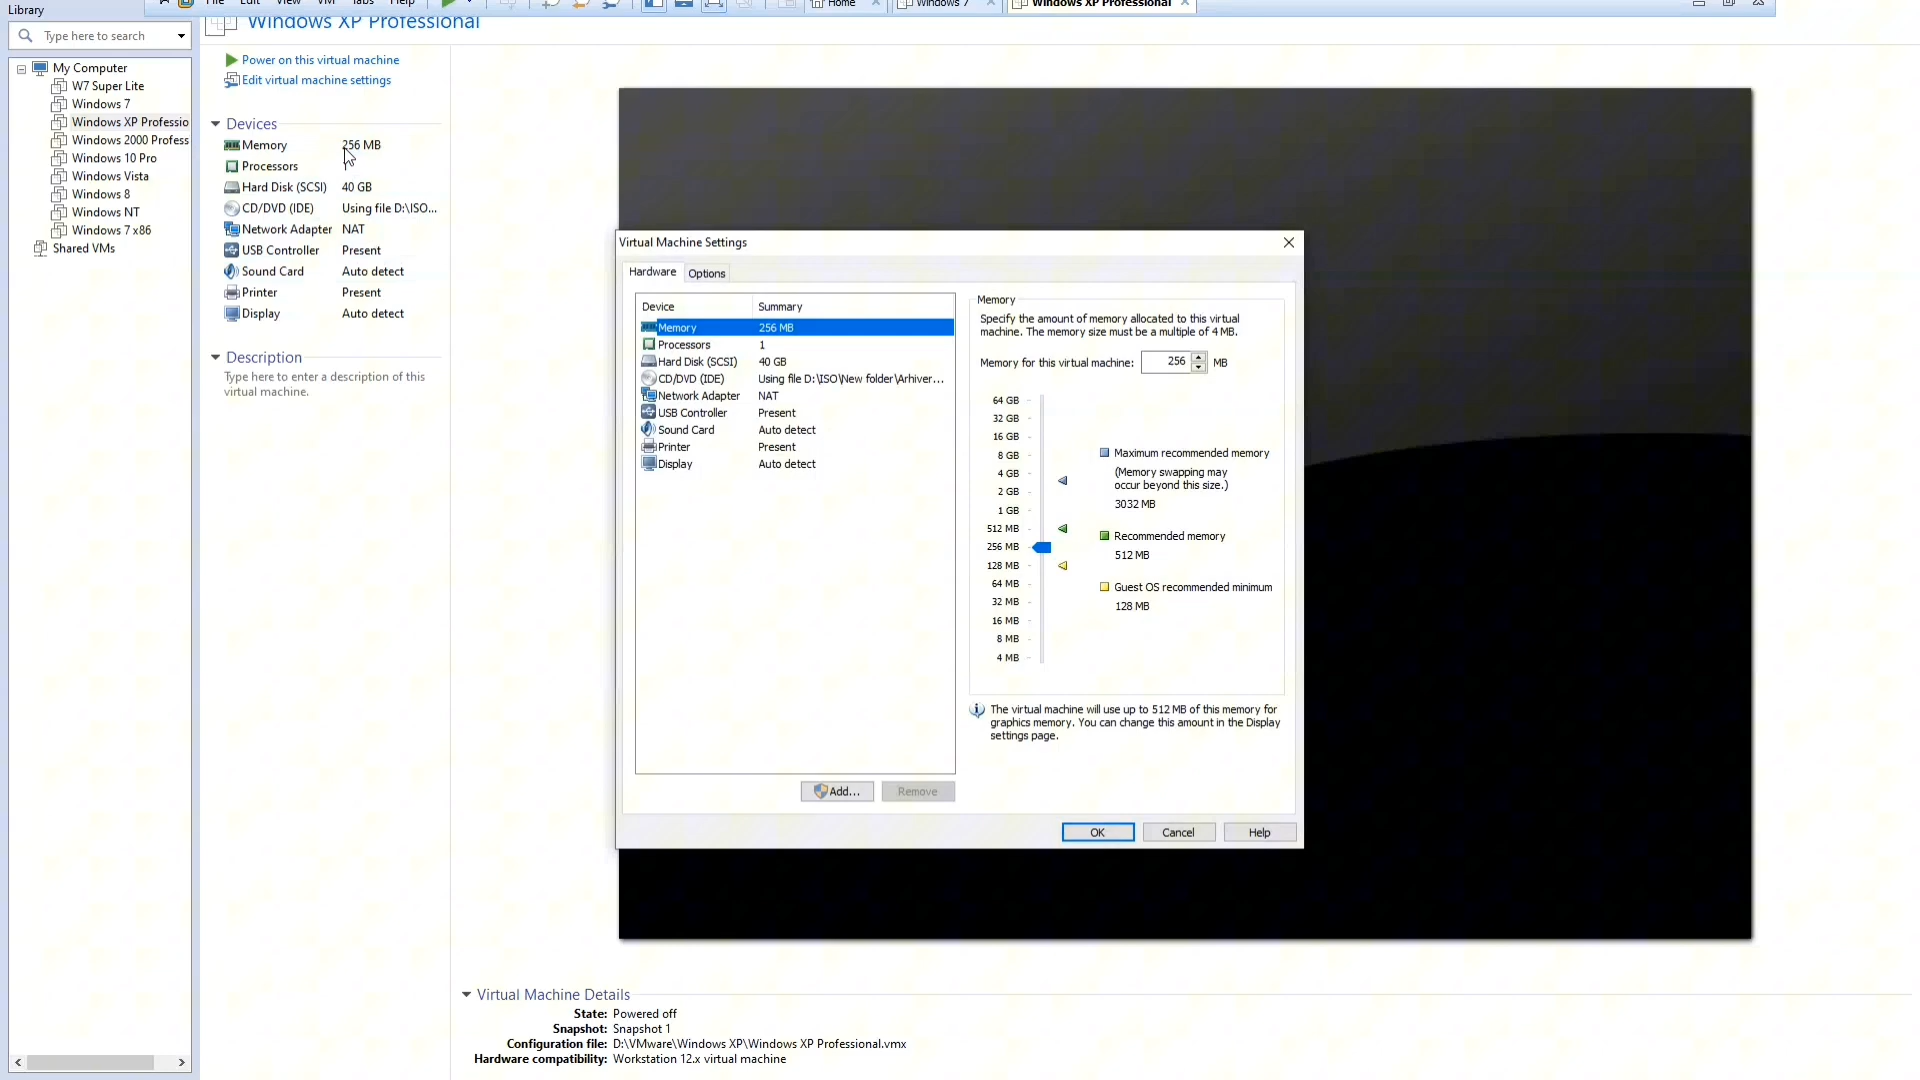 Library
File Edit View VM Tabs Help
Home
Windows 7
Windows XP Professional
Type here to search
My Computer
W7 Super Lite
Windows 7
Windows XP Professio
Windows 2000 Profess
Windows 10 Pro
Windows Vista
Windows 8
Windows NT
Windows 7 x86
Shared VMs
Windows XP Professional
Power on this virtual machine
Edit virtual machine settings
Devices
Memory 256 MB
Processors 1
Hard Disk (SCSI) 40 GB
CD/DVD (IDE) Using file D:\ISO...
Network Adapter NAT
USB Controller Present
Sound Card Auto detect
Printer Present
Display Auto detect
Description
Type here to enter a description of this
virtual machine.
Virtual Machine Settings
Hardware
Options
Device Summary
Memory 256 MB
Processors 1
Hard Disk (SCSI) 40 GB
CD/DVD (IDE) Using file D:\ISO\New folder\Arhiver...
Network Adapter NAT
USB Controller Present
Sound Card Auto detect
Printer Present
Display Auto detect
Add...
Remove
Memory
Specify the amount of memory allocated to this virtual
machine. The memory size must be a multiple of 4 MB.
Memory for this virtual machine: 256 MB
64 GB
32 GB
16 GB
8 GB
4 GB
2 GB
1 GB
512 MB
256 MB
128 MB
64 MB
32 MB
16 MB
8 MB
4 MB
Maximum recommended memory
(Memory swapping may
occur beyond this size.)
3032 MB
Recommended memory
512 MB
Guest OS recommended minimum
128 MB
The virtual machine will use up to 512 MB of this memory for
graphics memory. You can change this amount in the Display
settings page.
OK
Cancel
Help
Virtual Machine Details
State: Powered off
Snapshot: Snapshot 1
Configuration file: D:\VMware\Windows XP\Windows XP Professional.vmx
Hardware compatibility: Workstation 12.x virtual machine